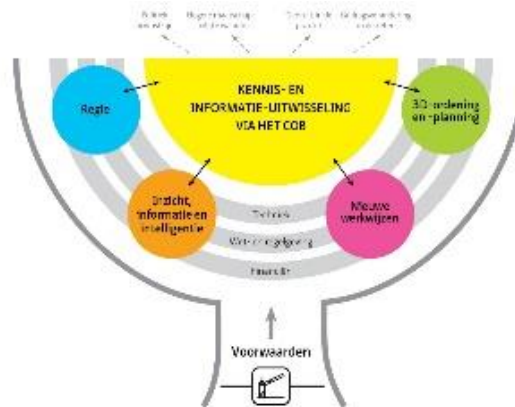 KENNIS- EN
INFORMATIE-UITWISSELING
VIA HET COB
Regie
3D-ordening
en -planning
Inzicht,
informatie en
intelligentie
Nieuwe
werkwijzen
Techniek
Wet- en regelgeving
Financiën
Voorwaarden